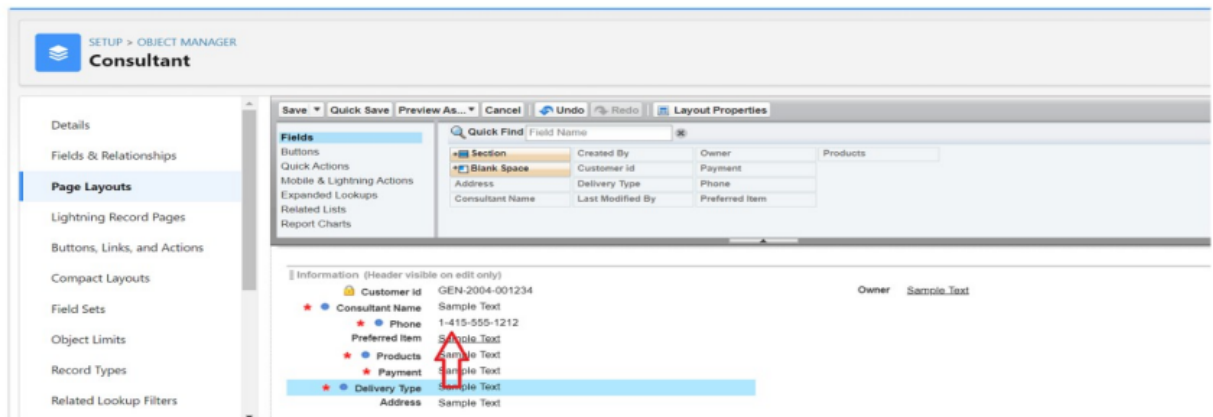 SETUP > OBJECT MANAGER
Consultant
Details
Fields & Relationships
Page Layouts
Lightning Record Pages
Buttons, Links, and Actions
Compact Layouts
Field Sets
Object Limits
Record Types
Related Lookup Filters
Save Quick Save Preview As... Cancel Undo Redo Layout Properties
Fields
Buttons
Quick Actions
Mobile & Lightning Actions
Expanded Lookups
Related Lists
Report Charts
Quick Find Field Name
Section Created By Owner Products
Blank Space Customer id Payment
Address Delivery Type Phone
Consultant Name Last Modified By Preferred Item
Information (Header visible on edit only)
Customer id GEN-2004-001234 Owner Sample Text
Consultant Name Sample Text
Phone 1-415-555-1212
Preferred Item Sample Text
Products Sample Text
Payment Sample Text
Delivery Type Sample Text
Address Sample Text